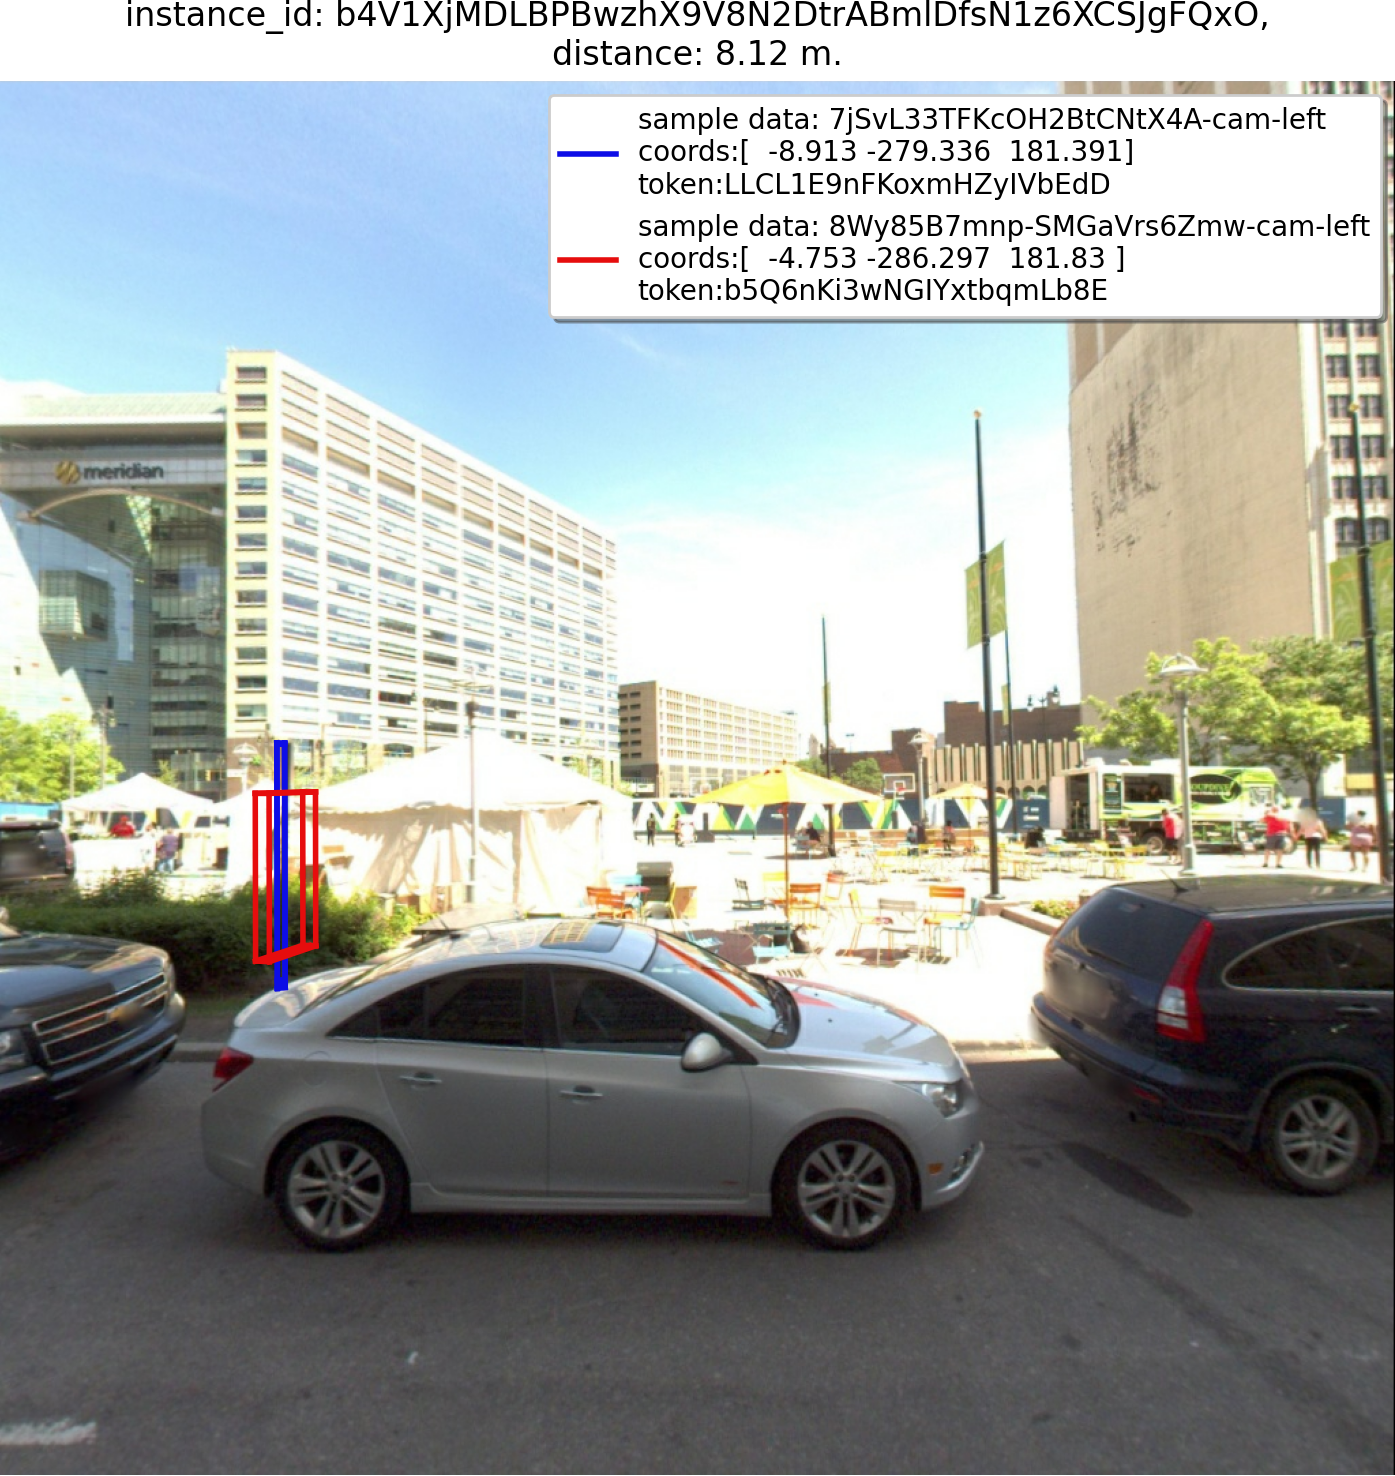 instance_id: b4V1XjMDLBPBwzhX9V8N2DtrABmlDfsN1z6XCSJgFQxO,
distance: 8.12 m.
sample data: 7jSvL33TFKcOH2BtCNtX4A-cam-left
coords:[  -8.913 -279.336  181.391]
token:LLCL1E9nFKoxmHZyIVbEdD
sample data: 8Wy85B7mnp-SMGaVrs6Zmw-cam-left
coords:[  -4.753 -286.297  181.83 ]
token:b5Q6nKi3wNGIYxtbqmLb8E
meridian